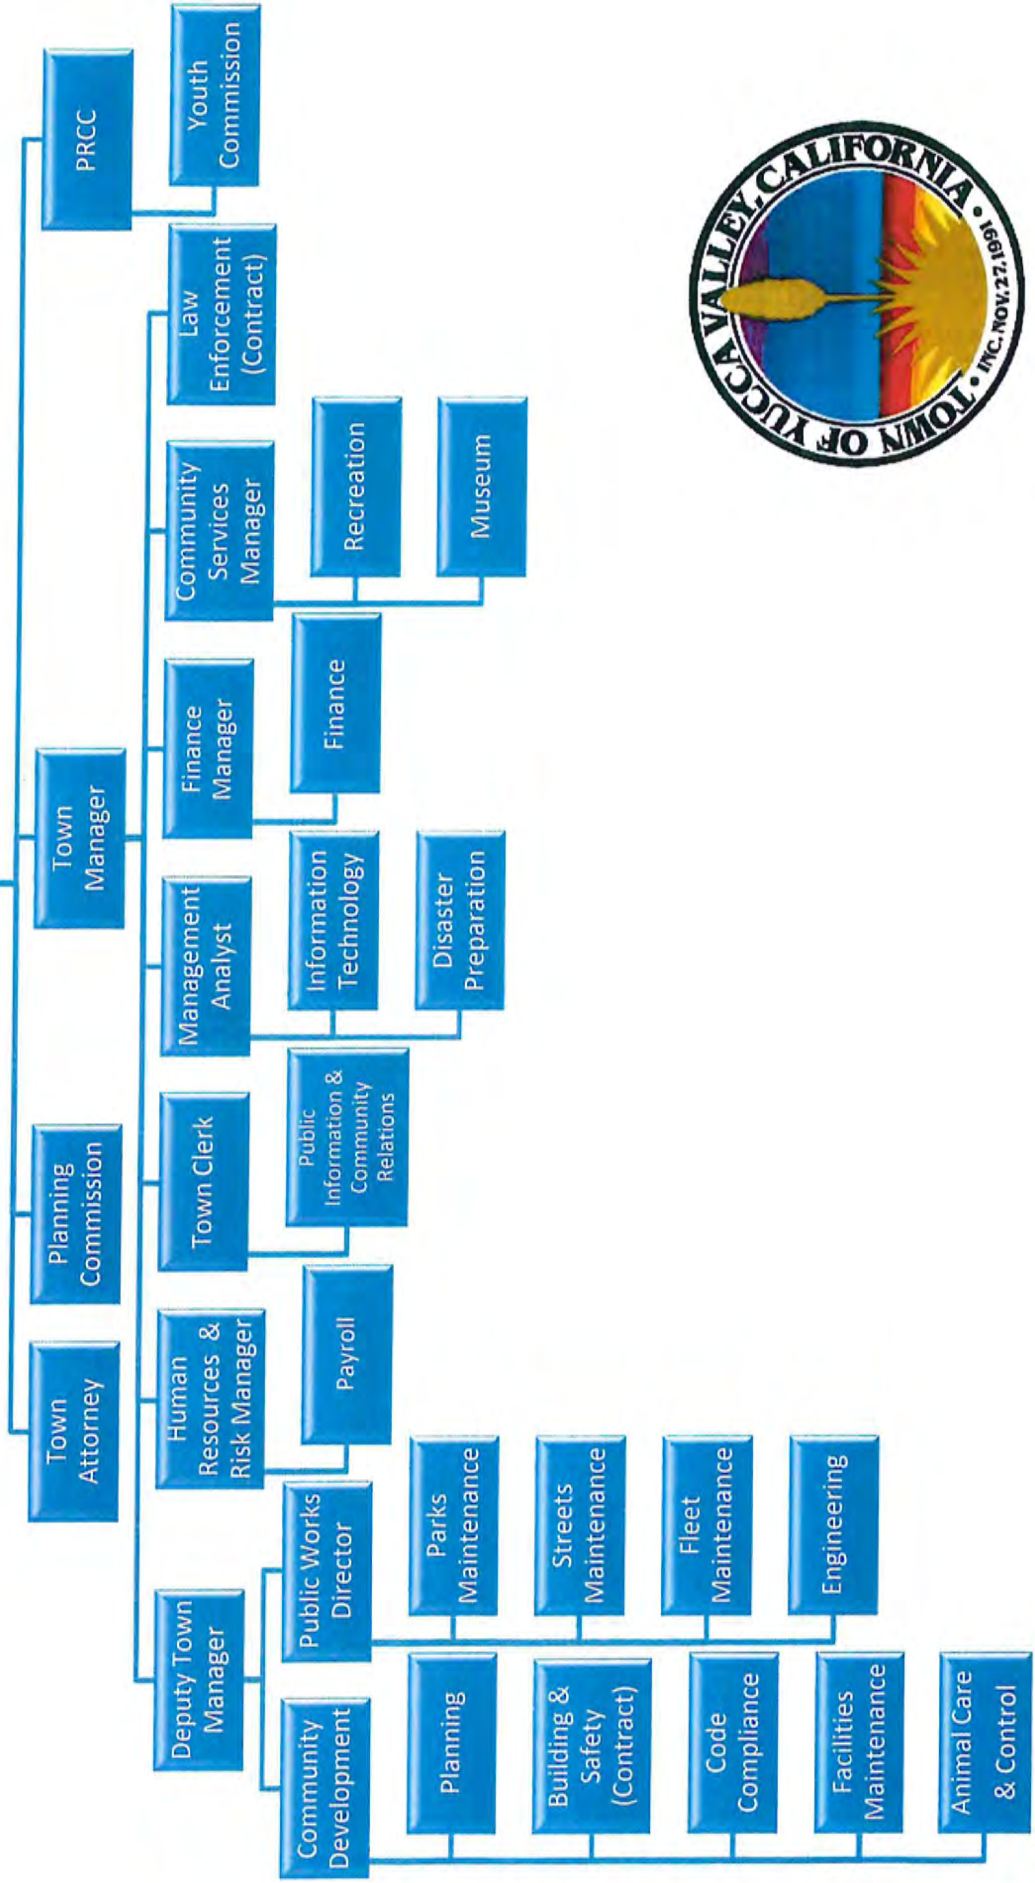 Town
Attorney
Planning
Commission
Town
Manager
PRCC
Youth
Commission
Deputy Town
Manager
Human
Resources &
Risk Manager
Town Clerk
Management
Analyst
Finance
Manager
Community
Services
Manager
Law
Enforcement
(Contract)
Community
Development
Public Works
Director
Payroll
Public
Information &
Community
Relations
Information
Technology
Disaster
Preparation
Finance
Recreation
Museum
Planning
Building &
Safety
(Contract)
Code
Compliance
Facilities
Maintenance
Animal Care
& Control
Parks
Maintenance
Streets
Maintenance
Fleet
Maintenance
Engineering
TOWN OF YUCCA VALLEY, CALIFORNIA
• INC. NOV. 27, 1991 •